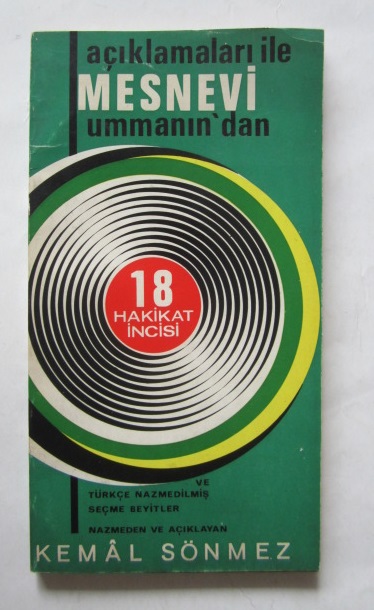 açıklamaları ile
MESNEVİ
ummanın'dan
18
HAKİKAT
İNCİSİ
VE
TÜRKÇE NAZMEDİLMİŞ
SEÇME BEYİTLER
NAZMEDEN VE AÇIKLAYAN
KEMÂL SÖNMEZ